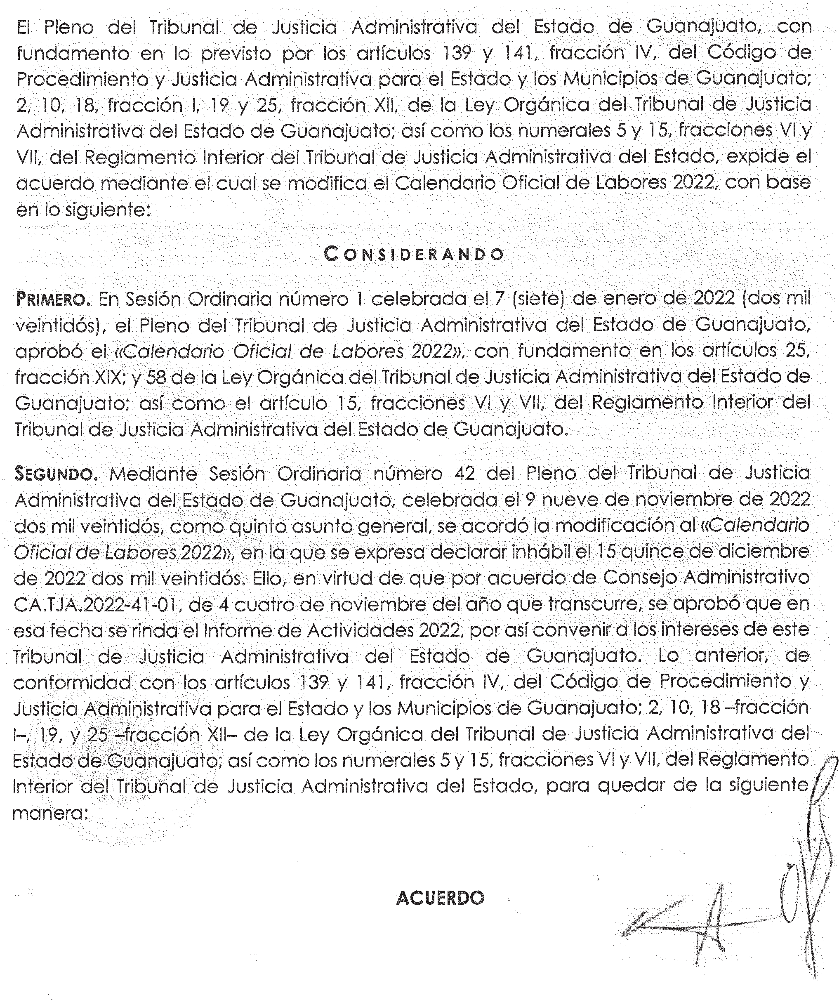 El Pleno del Tribunal de Justicia Administrativa del Estado de Guanajuato, con
fundamento en lo previsto por los artículos 139 y 141, fracción IV, del Código de
Procedimiento y Justicia Administrativa para el Estado y los Municipios de Guanajuato;
2, 10, 18, fracción I, 19 y 25, fracción XII, de la Ley Orgánica del Tribunal de Justicia
Administrativa del Estado de Guanajuato; así como los numerales 5 y 15, fracciones VI y
VII, del Reglamento Interior del Tribunal de Justicia Administrativa del Estado, expide el
acuerdo mediante el cual se modifica el Calendario Oficial de Labores 2022, con base
en lo siguiente:
CONSIDERANDO
PRIMERO. En Sesión Ordinaria número 1 celebrada el 7 (siete) de enero de 2022 (dos mil
veintidós), el Pleno del Tribunal de Justicia Administrativa del Estado de Guanajuato,
aprobó el «Calendario Oficial de Labores 2022», con fundamento en los artículos 25,
fracción XIX; y 58 de la Ley Orgánica del Tribunal de Justicia Administrativa del Estado de
Guanajuato; así como el artículo 15, fracciones VI y VII, del Reglamento Interior del
Tribunal de Justicia Administrativa del Estado de Guanajuato.
SEGUNDO. Mediante Sesión Ordinaria número 42 del Pleno del Tribunal de Justicia
Administrativa del Estado de Guanajuato, celebrada el 9 nueve de noviembre de 2022
dos mil veintidós, como quinto asunto general, se acordó la modificación al «Calendario
Oficial de Labores 2022», en la que se expresa declarar inhábil el 15 quince de diciembre
de 2022 dos mil veintidós. Ello, en virtud de que por acuerdo de Consejo Administrativo
CA.TJA.2022-41-01, de 4 cuatro de noviembre del año que transcurre, se aprobó que en
esa fecha se rinda el Informe de Actividades 2022, por así convenir a los intereses de este
Tribunal de Justicia Administrativa del Estado de Guanajuato. Lo anterior, de
conformidad con los artículos 139 y 141, fracción IV, del Código de Procedimiento y
Justicia Administrativa para el Estado y los Municipios de Guanajuato; 2, 10, 18 –fracción
I–, 19, y 25 –fracción XII– de la Ley Orgánica del Tribunal de Justicia Administrativa del
Estado de Guanajuato; así como los numerales 5 y 15, fracciones VI y VII, del Reglamento
Interior del Tribunal de Justicia Administrativa del Estado, para quedar de la siguiente
manera:
ACUERDO